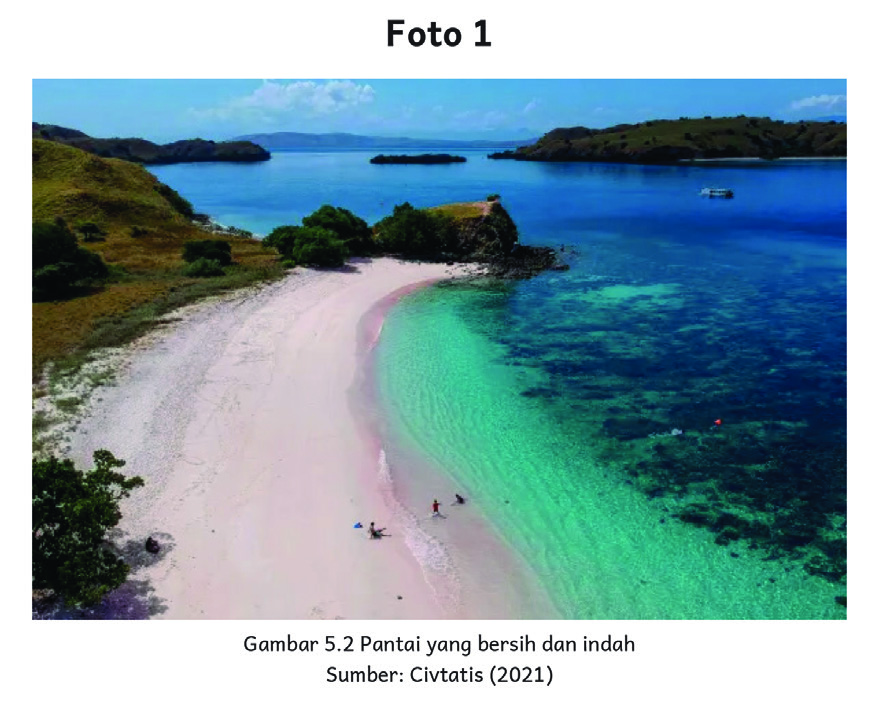 Foto 1
Gambar 5.2 Pantai yang bersih dan indah
Sumber: Civtatis (2021)